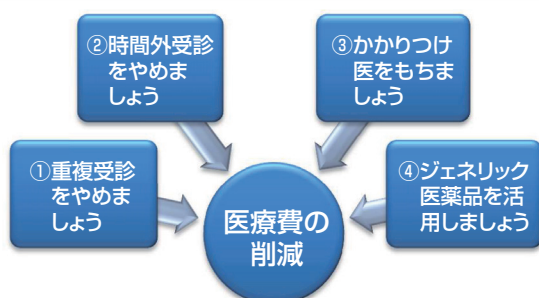 ①重複受診
をやめま
しょう
②時間外受診
をやめま
しょう
③かかりつけ
医をもちま
しょう
④ジェネリック
医薬品を活
用しましょう
医療費の
削減